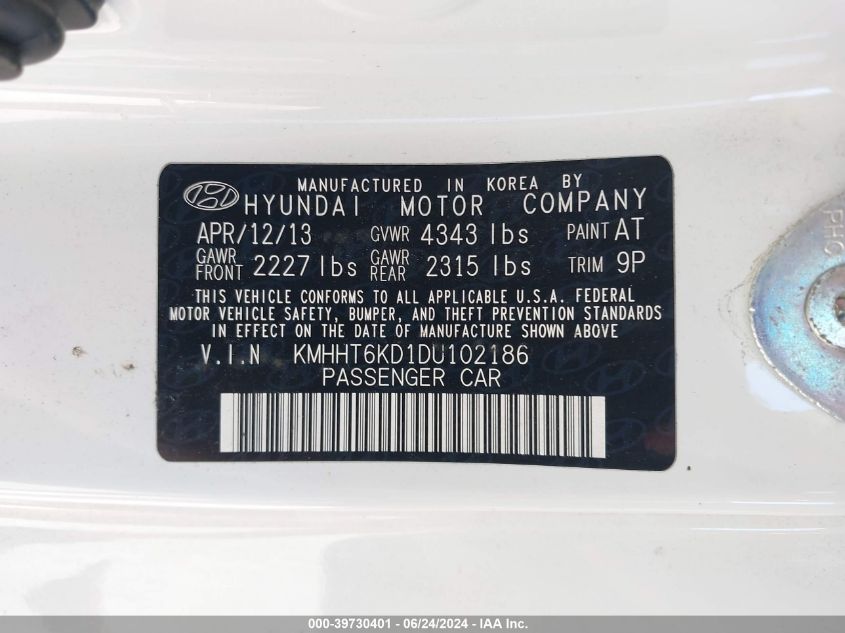 MANUFACTURED IN KOREA BY
HYUNDAI MOTOR COMPANY
APR/12/13 GVWR 4343 lbs PAINT AT
GAWR FRONT 2227 lbs GAWR REAR 2315 lbs TRIM 9P
THIS VEHICLE CONFORMS TO ALL APPLICABLE U.S.A. FEDERAL
MOTOR VEHICLE SAFETY, BUMPER, AND THEFT PREVENTION STANDARDS
IN EFFECT ON THE DATE OF MANUFACTURE SHOWN ABOVE
V.I.N KMHHT6KD1DU102186
PASSENGER CAR
PHC
000-39730401 - 06/24/2024 - IAA Inc.